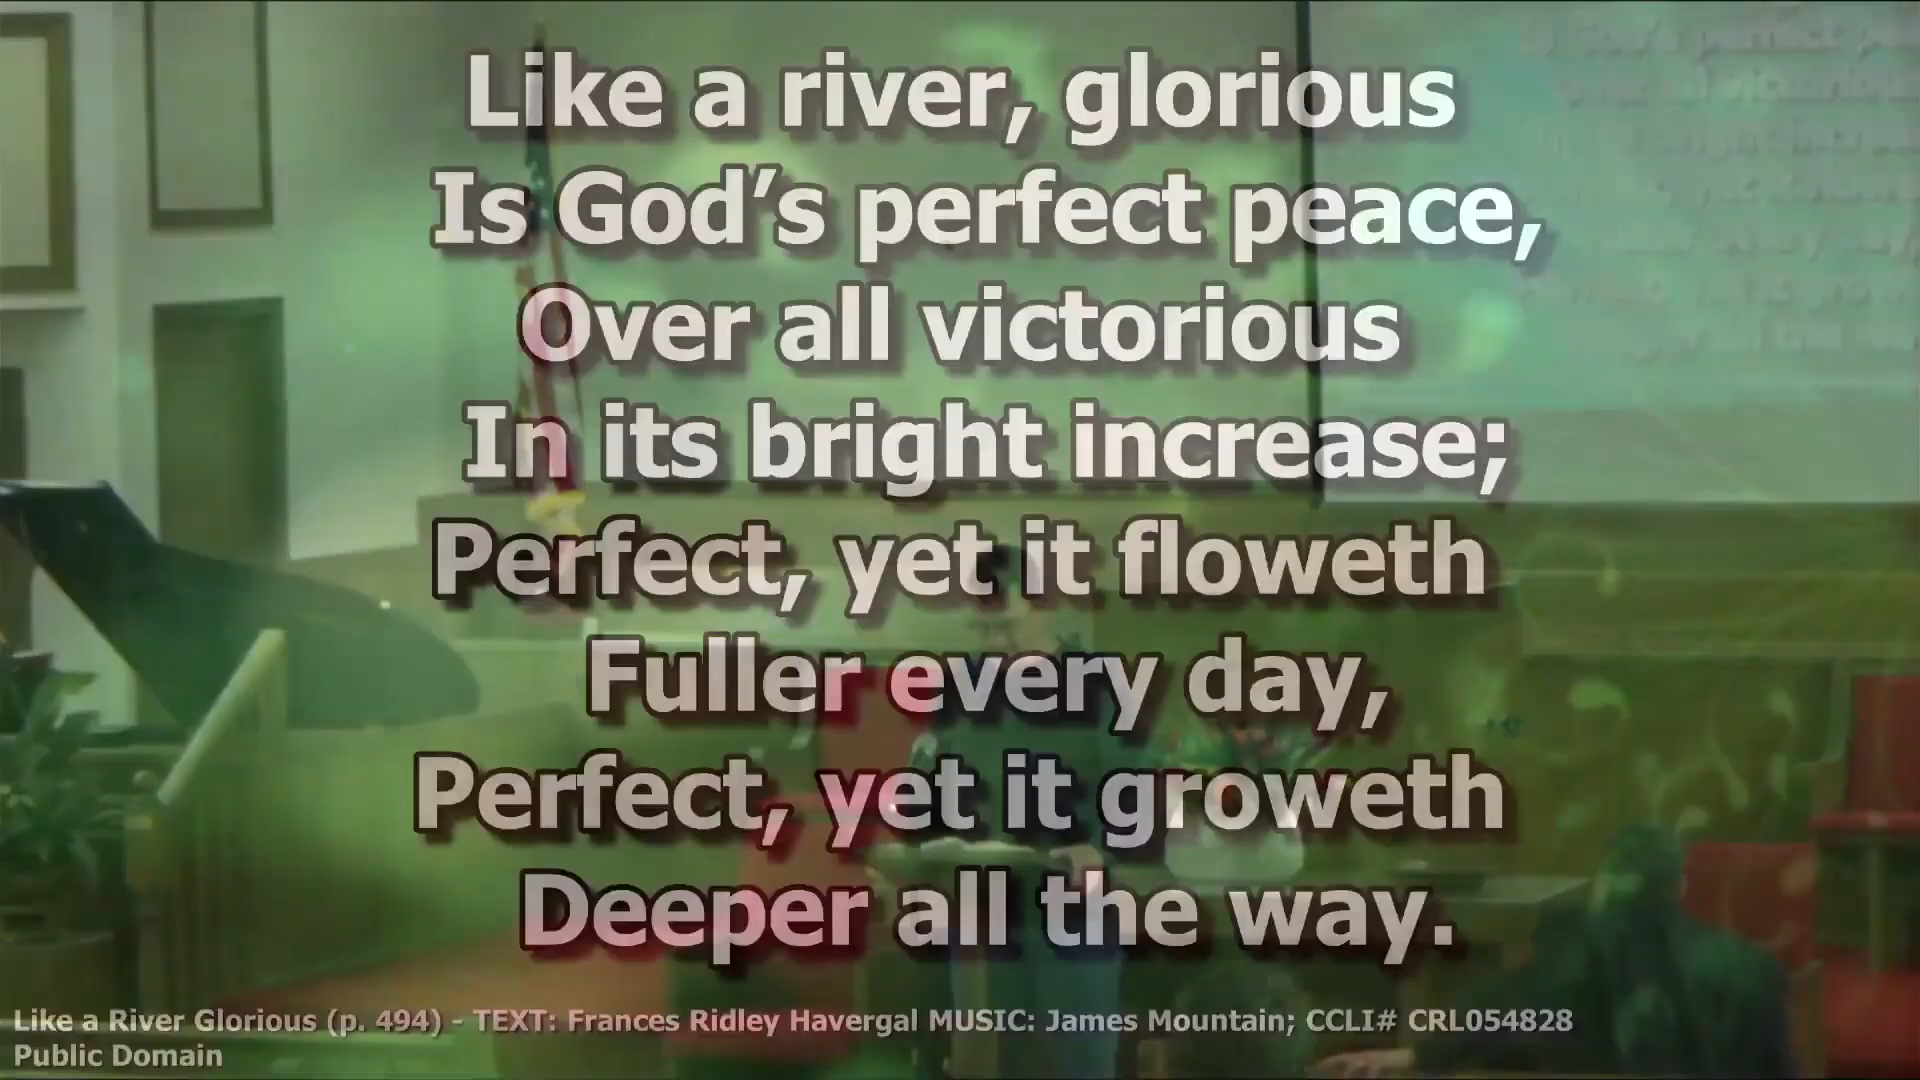 Like a river, glorious
Is God’s perfect peace,
Over all victorious
In its bright increase;
Perfect, yet it floweth
Fuller every day,
Perfect, yet it groweth
Deeper all the way.
Like a River Glorious (p. 494) - TEXT: Frances Ridley Havergal MUSIC: James Mountain; CCLI# CRL054828
Public Domain